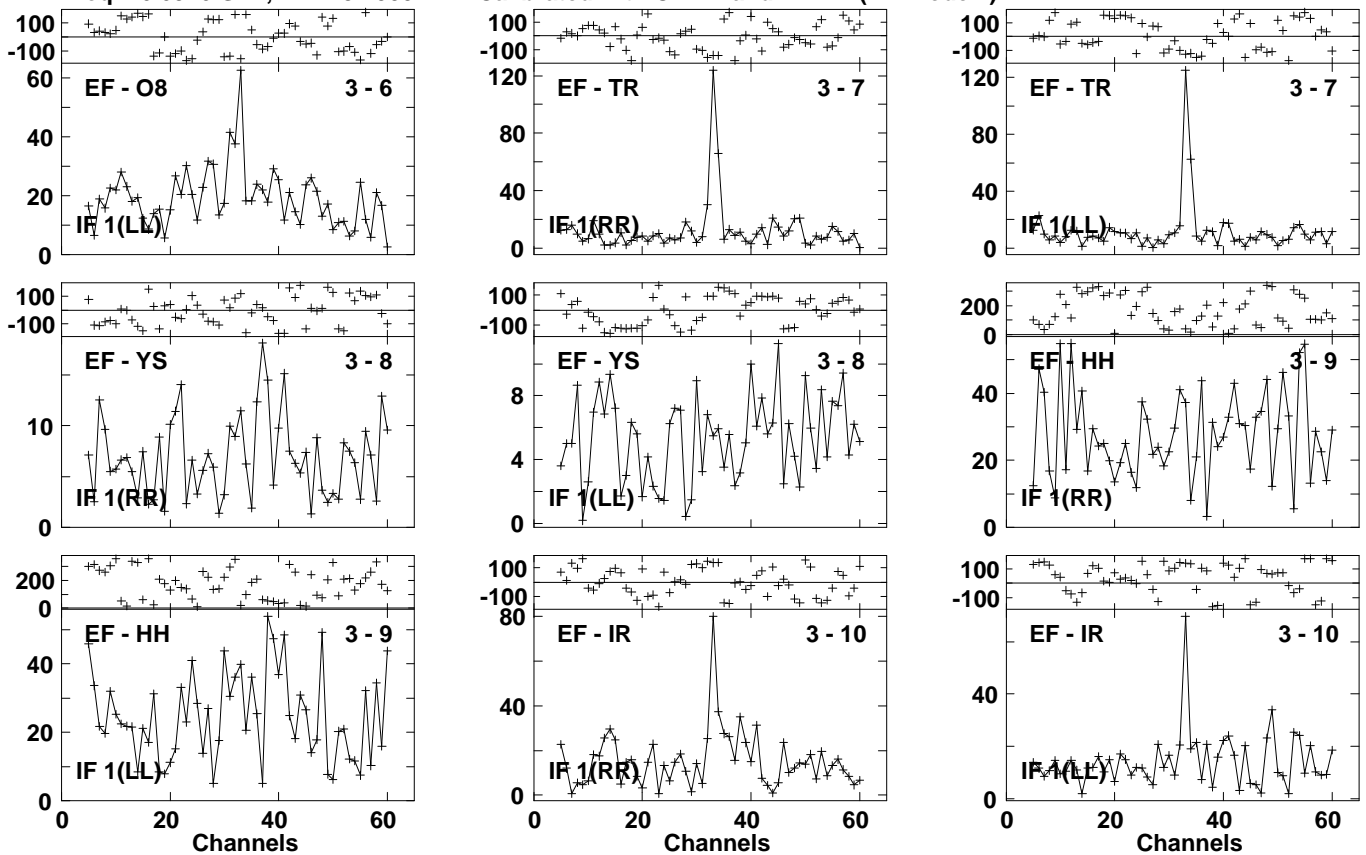 100
-100
60
40
20
0
EF - O8 3 - 6
IF 1(LL)
100
-100
120
80
40
0
EF - TR 3 - 7
IF 1(RR)
100
-100
120
80
40
0
EF - TR 3 - 7
IF 1(LL)
100
-100
10
0
EF - YS 3 - 8
IF 1(RR)
100
-100
8
4
0
EF - YS 3 - 8
IF 1(LL)
200
0
40
20
0
EF - HH 3 - 9
IF 1(RR)
200
0
40
20
0
EF - HH 3 - 9
IF 1(LL)
0 20 40 60
Channels
100
-100
80
40
0
EF - IR 3 - 10
IF 1(RR)
0 20 40 60
Channels
100
-100
40
0
EF - IR 3 - 10
IF 1(LL)
0 20 40 60
Channels